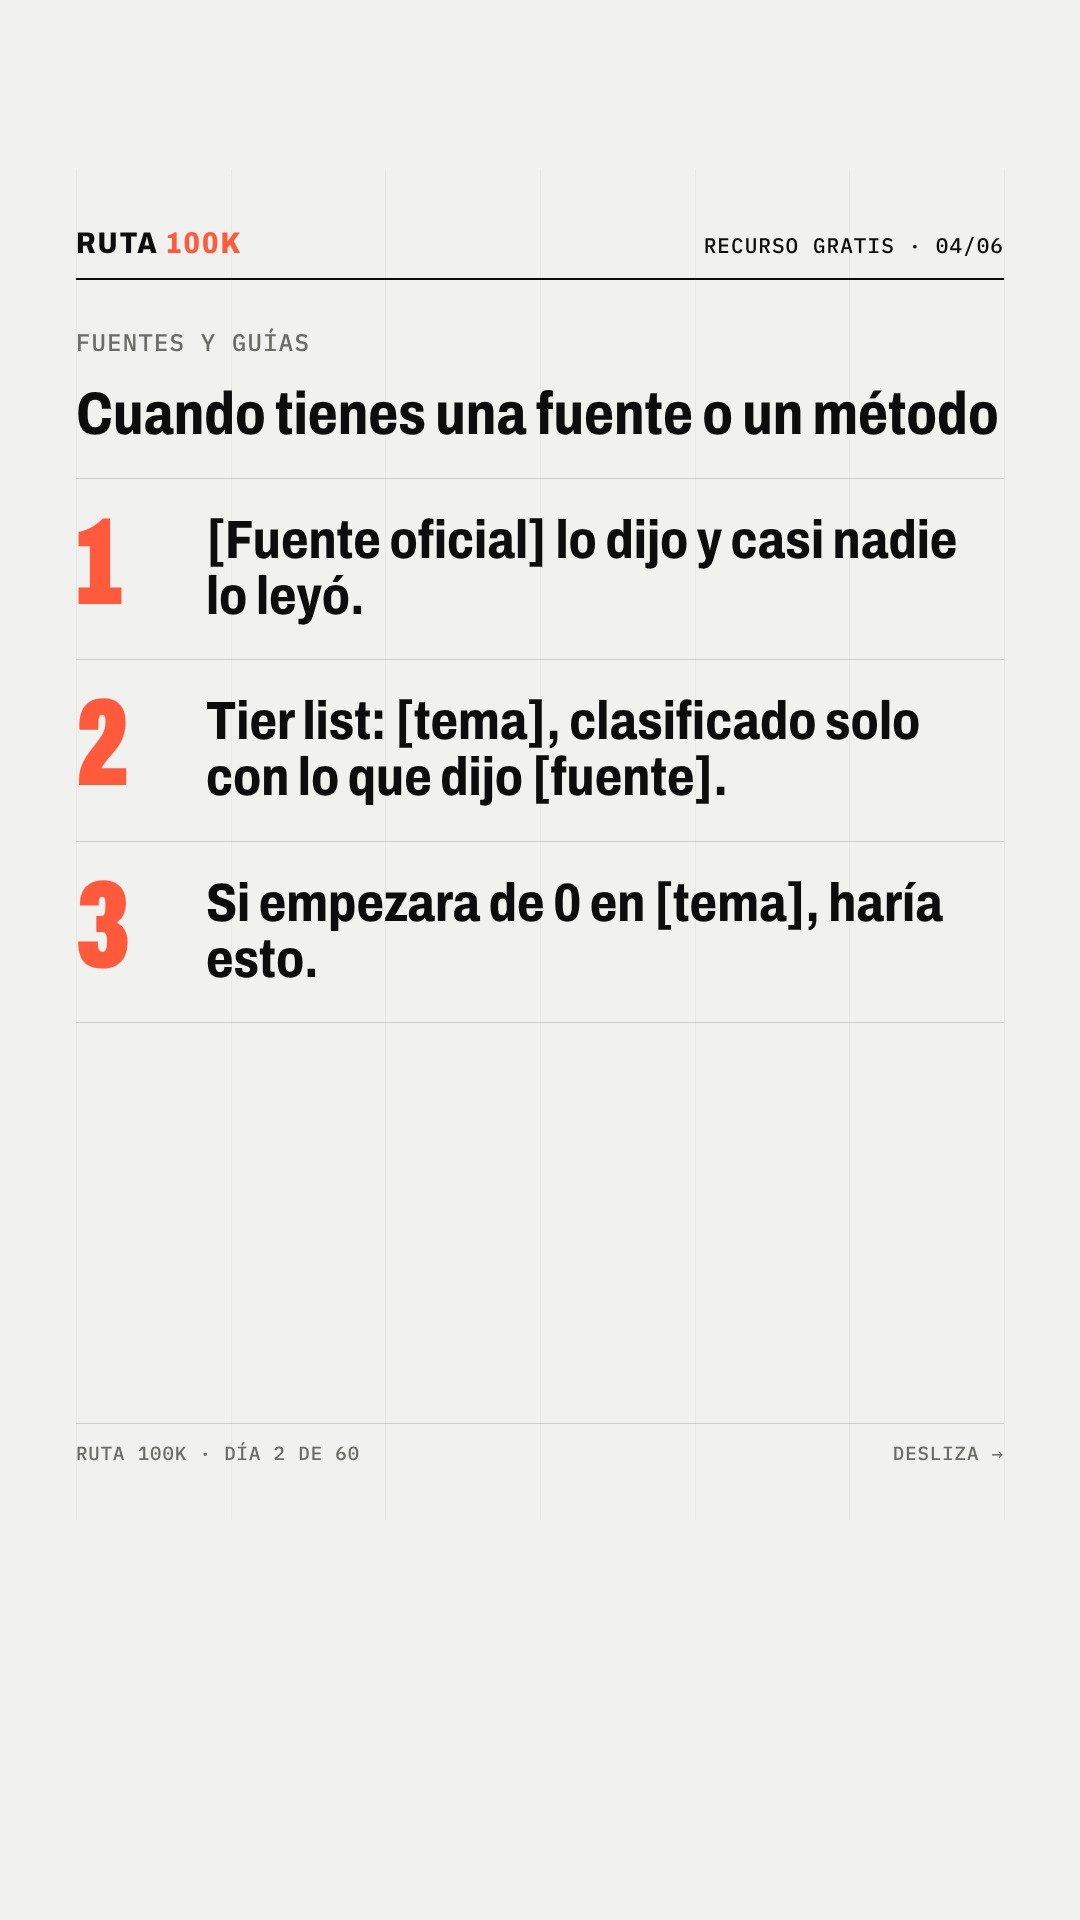 RUTA 100K
RECURSO GRATIS · 04/06
FUENTES Y GUÍAS
Cuando tienes una fuente o un método
1
[Fuente oficial] lo dijo y casi nadie
lo leyó.
2
Tier list: [tema], clasificado solo
con lo que dijo [fuente].
3
Si empezara de 0 en [tema], haría
esto.
RUTA 100K · DÍA 2 DE 60
DESLIZA →